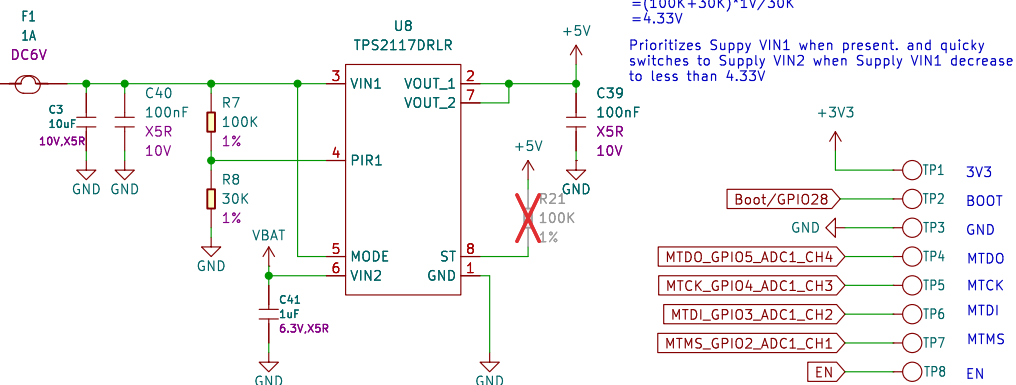 =(100K+30K)*1V/30K
=4.33V
Prioritizes Suppy VIN1 when present. and quicky
switches to Supply VIN2 when Supply VIN1 decrease
to less than 4.33V
F1
1A
DC6V
U8
TPS2117DRLR
+5V
3
VIN1
VOUT_1
2
VOUT_2
7
C3
10uF
10V,X5R
C40
100nF
X5R
10V
R7
100K
1%
C39
100nF
X5R
10V
4
PIR1
GND
GND
R8
30K
1%
GND
+5V
GND
R21
100K
1%
VBAT
5
MODE
ST
8
6
VIN2
GND
1
C41
1uF
6.3V,X5R
GND
GND
+3V3
TP1
3V3
Boot/GPIO28
TP2
BOOT
GND
TP3
GND
MTDO_GPIO5_ADC1_CH4
TP4
MTDO
MTCK_GPIO4_ADC1_CH3
TP5
MTCK
MTDI_GPIO3_ADC1_CH2
TP6
MTDI
MTMS_GPIO2_ADC1_CH1
TP7
MTMS
EN
TP8
EN